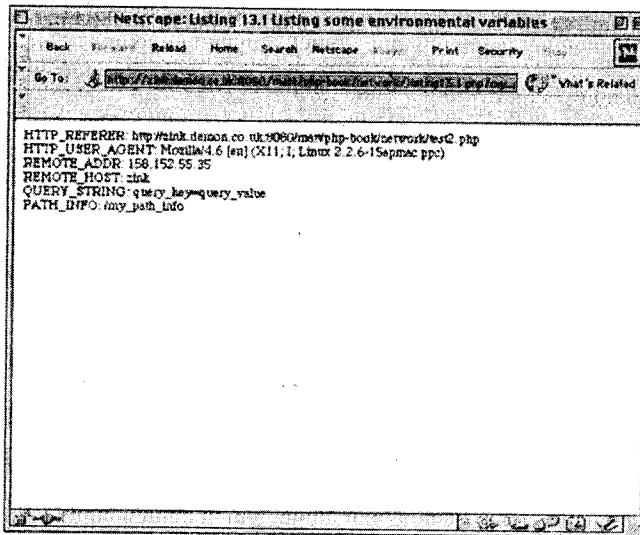 Netscape: Listing 13.1 Listing some environmental variables
Back Forward Reload Home Search Netscape Print Security
Go To: What's Related
HTTP_REFERER: http://zink.demon.co.uk:8080/matt/php-book/network/test2.php
HTTP_USER_AGENT: Mozilla/4.6 [en] (X11; I; Linux 2.2.6-15apmac ppc)
REMOTE_ADDR: 158.152.55.35
REMOTE_HOST: zink
QUERY_STRING: query_key=query_value
PATH_INFO: /my_path_info